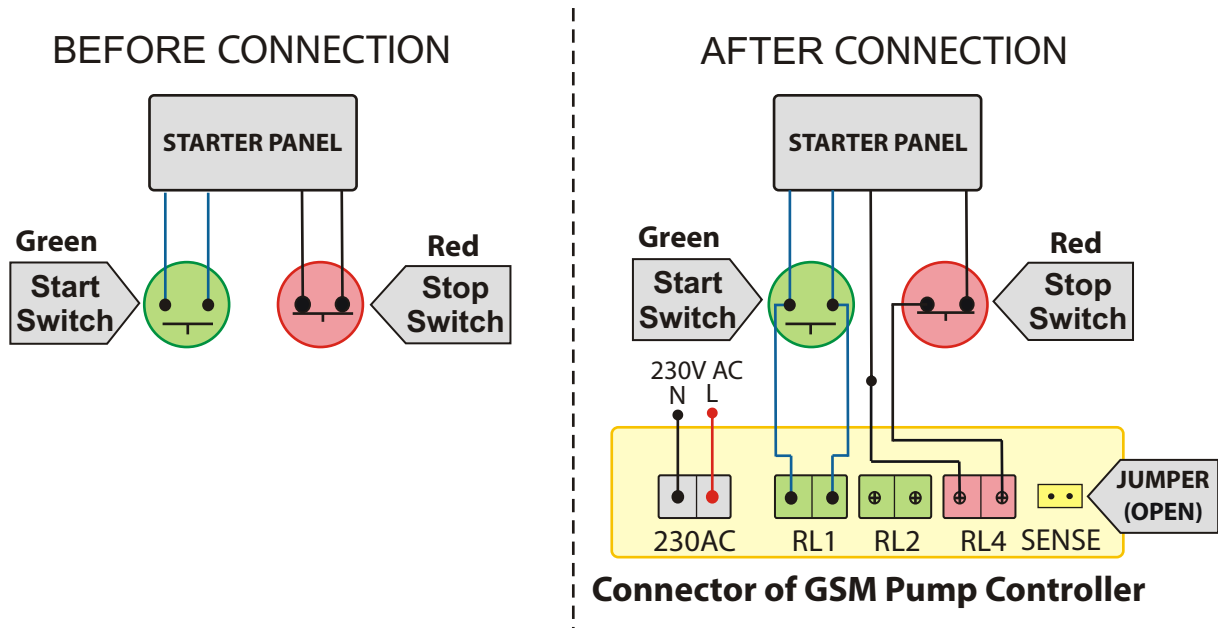 BEFORE CONNECTION
STARTER PANEL
Green
Start
Switch
Red
Stop
Switch
AFTER CONNECTION
STARTER PANEL
Green
Start
Switch
Red
Stop
Switch
230V AC
N L
JUMPER
(OPEN)
230AC RL1 RL2 RL4 SENSE
Connector of GSM Pump Controller